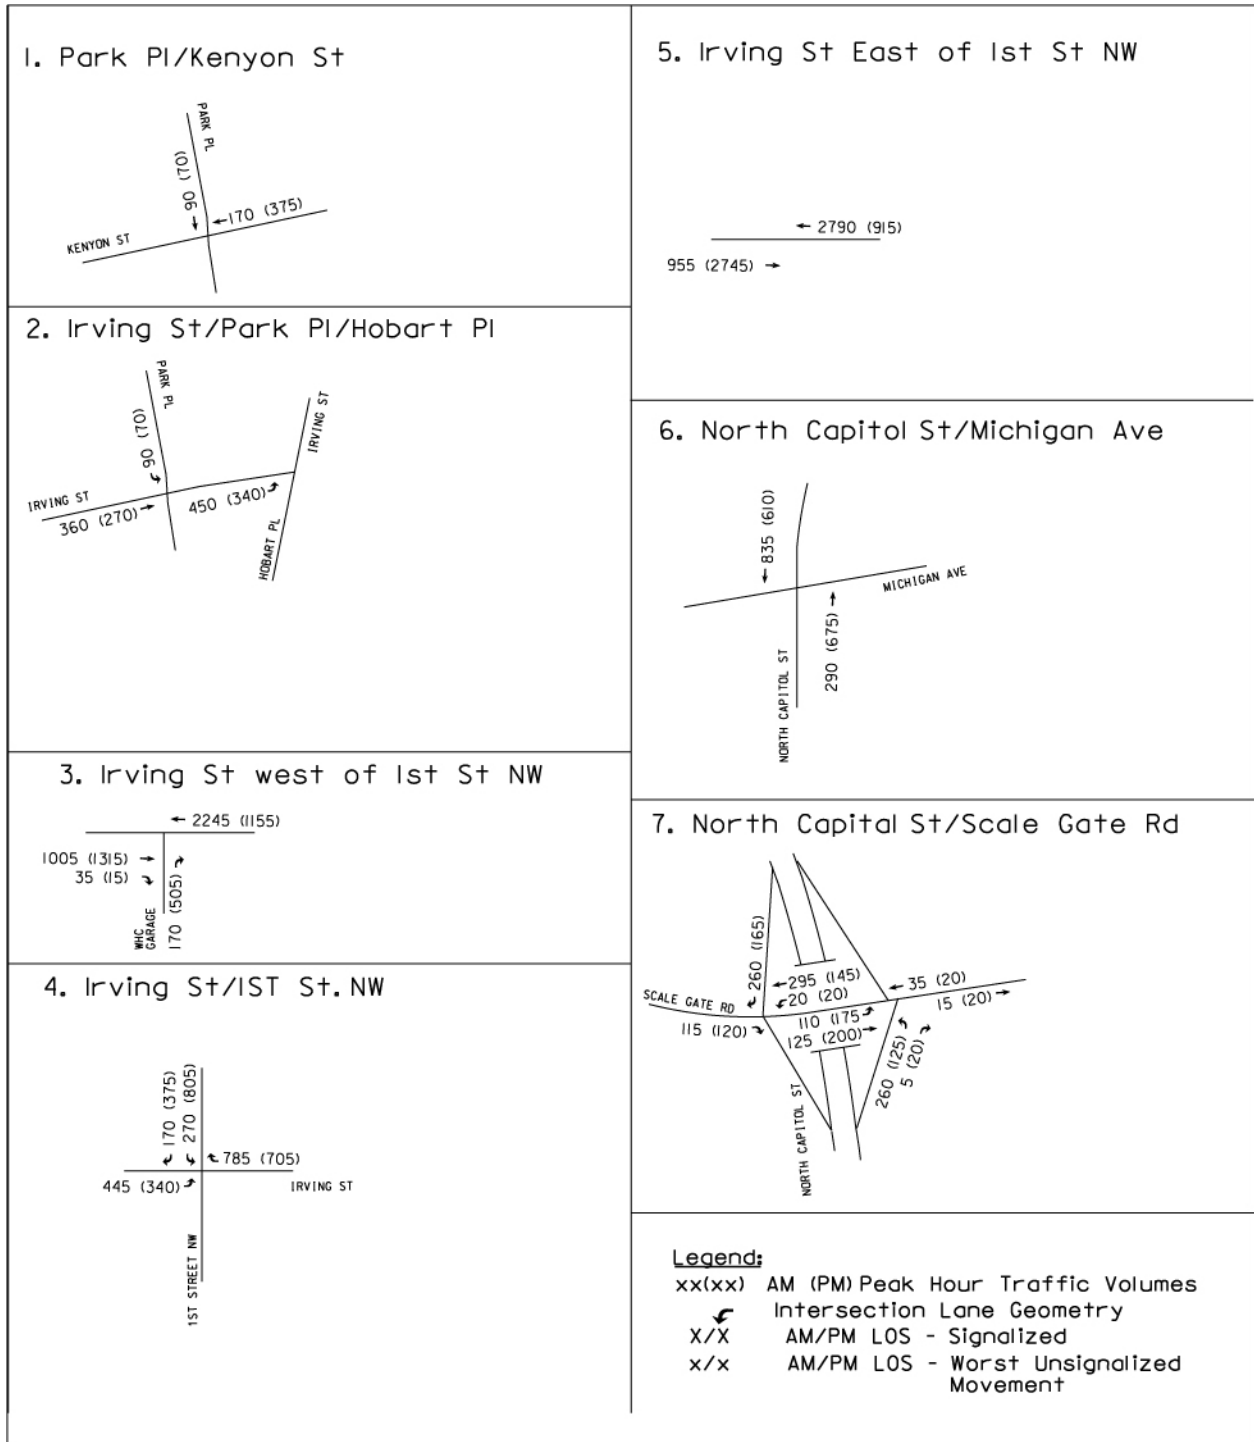 1. Park Pl/Kenyon St
PARK PL
90 (70)
170 (375)
KENYON ST
2. Irving St/Park Pl/Hobart Pl
PARK PL
90 (70)
IRVING ST
360 (270)
450 (340)
IRVING ST
HOBART PL
3. Irving St west of 1st St NW
2245 (1155)
1005 (1315)
35 (15)
WHC
GARAGE
170 (505)
4. Irving St/1ST St. NW
170 (375)
270 (805)
785 (705)
445 (340)
IRVING ST
1ST STREET NW
5. Irving St East of 1st St NW
2790 (915)
955 (2745)
6. North Capitol St/Michigan Ave
835 (610)
MICHIGAN AVE
290 (675)
NORTH CAPITOL ST
7. North Capital St/Scale Gate Rd
260 (165)
295 (145)
20 (20)
35 (20)
15 (20)
SCALE GATE RD
115 (120)
110 (175
125 (200)
260 (125)
5 (20)
NORTH CAPITOL ST
Legend:
xx(xx) AM (PM) Peak Hour Traffic Volumes
Intersection Lane Geometry
X/X AM/PM LOS - Signalized
x/x AM/PM LOS - Worst Unsignalized
Movement